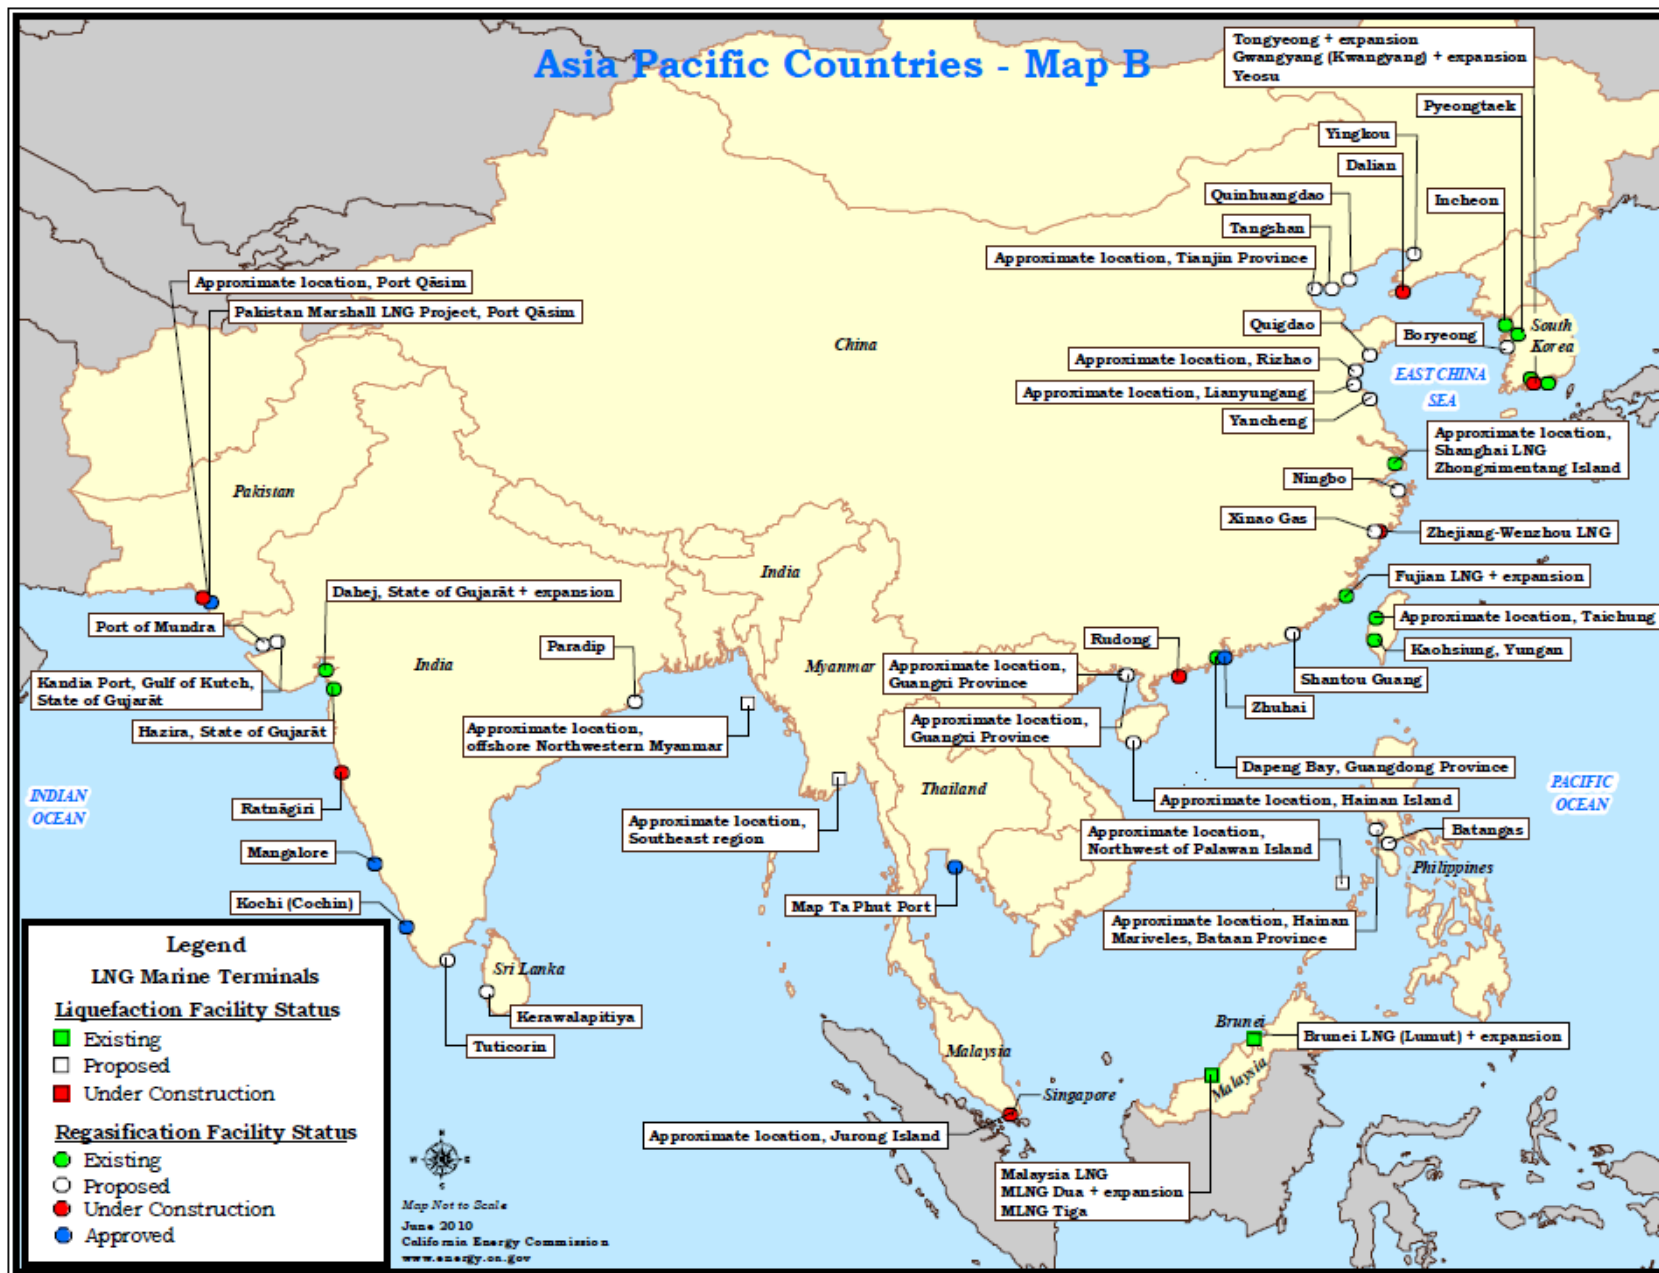 Asia Pacific Countries - Map B
Tongyeong + expansion
Gwangyang (Kwangyang) + expansion
Yeosu
Pyeongtaek
Yingkou
Dalian
Quinhuangdao
Incheon
Tangshan
Approximate location, Tianjin Province
Approximate location, Port Qāsim
Pakistan Marshall LNG Project, Port Qāsim
Quigdao
Boryeong
South
Korea
China
Approximate location, Rizhao
EAST CHINA
SEA
Approximate location, Lianyungang
Yancheng
Approximate location,
Shanghai LNG
Zhongximentang Island
Ningbo
Pakistan
Xinao Gas
Zhejiang-Wenzhou LNG
India
Fujian LNG + expansion
Dahej, State of Gujarāt + expansion
Port of Mundra
Approximate location, Taichung
Paradip
Rudong
Kaohsiung, Yungan
India
Myanmar
Approximate location,
Guangxi Province
Shantou Guang
Kandia Port, Gulf of Kutch,
State of Gujarāt
Zhuhai
Hazira, State of Gujarāt
Approximate location,
offshore Northwestern Myanmar
Approximate location,
Guangxi Province
Dapeng Bay, Guangdong Province
INDIAN
OCEAN
Thailand
PACIFIC
OCEAN
Ratnāgiri
Approximate location, Hainan Island
Approximate location,
Southeast region
Approximate location,
Northwest of Palawan Island
Batangas
Mangalore
Philippines
Kochi (Cochin)
Map Ta Phut Port
Approximate location, Hainan
Mariveles, Bataan Province
Sri Lanka
Kerawalapitiya
Tuticorin
Brunei
Brunei LNG (Lumut) + expansion
Malaysia
Malaysia
Singapore
Approximate location, Jurong Island
Malaysia LNG
MLNG Dua + expansion
MLNG Tiga
Legend
LNG Marine Terminals
Liquefaction Facility Status
Existing
Proposed
Under Construction
Regasification Facility Status
Existing
Proposed
Under Construction
Approved
N
W
E
S
Map Not to Scale
June 2010
California Energy Commission
www.energy.ca.gov